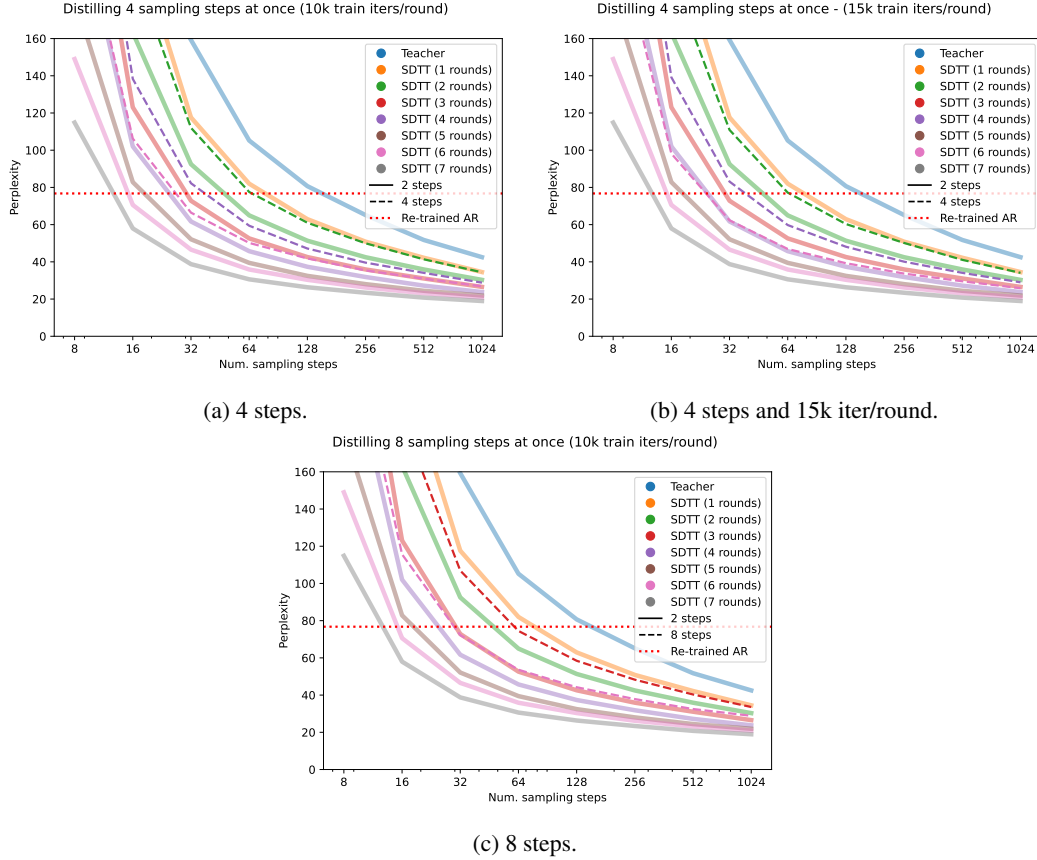 Distilling 4 sampling steps at once (10k train iters/round)
160
140
120
100
80
60
40
20
0
Perplexity
Teacher
SDTT (1 rounds)
SDTT (2 rounds)
SDTT (3 rounds)
SDTT (4 rounds)
SDTT (5 rounds)
SDTT (6 rounds)
SDTT (7 rounds)
2 steps
4 steps
Re-trained AR
8 16 32 64 128 256 512 1024
Num. sampling steps
(a) 4 steps.
Distilling 4 sampling steps at once - (15k train iters/round)
160
140
120
100
80
60
40
20
0
Perplexity
Teacher
SDTT (1 rounds)
SDTT (2 rounds)
SDTT (3 rounds)
SDTT (4 rounds)
SDTT (5 rounds)
SDTT (6 rounds)
SDTT (7 rounds)
2 steps
4 steps
Re-trained AR
8 16 32 64 128 256 512 1024
Num. sampling steps
(b) 4 steps and 15k iter/round.
Distilling 8 sampling steps at once (10k train iters/round)
160
140
120
100
80
60
40
20
0
Perplexity
Teacher
SDTT (1 rounds)
SDTT (2 rounds)
SDTT (3 rounds)
SDTT (4 rounds)
SDTT (5 rounds)
SDTT (6 rounds)
SDTT (7 rounds)
2 steps
8 steps
Re-trained AR
8 16 32 64 128 256 512 1024
Num. sampling steps
(c) 8 steps.